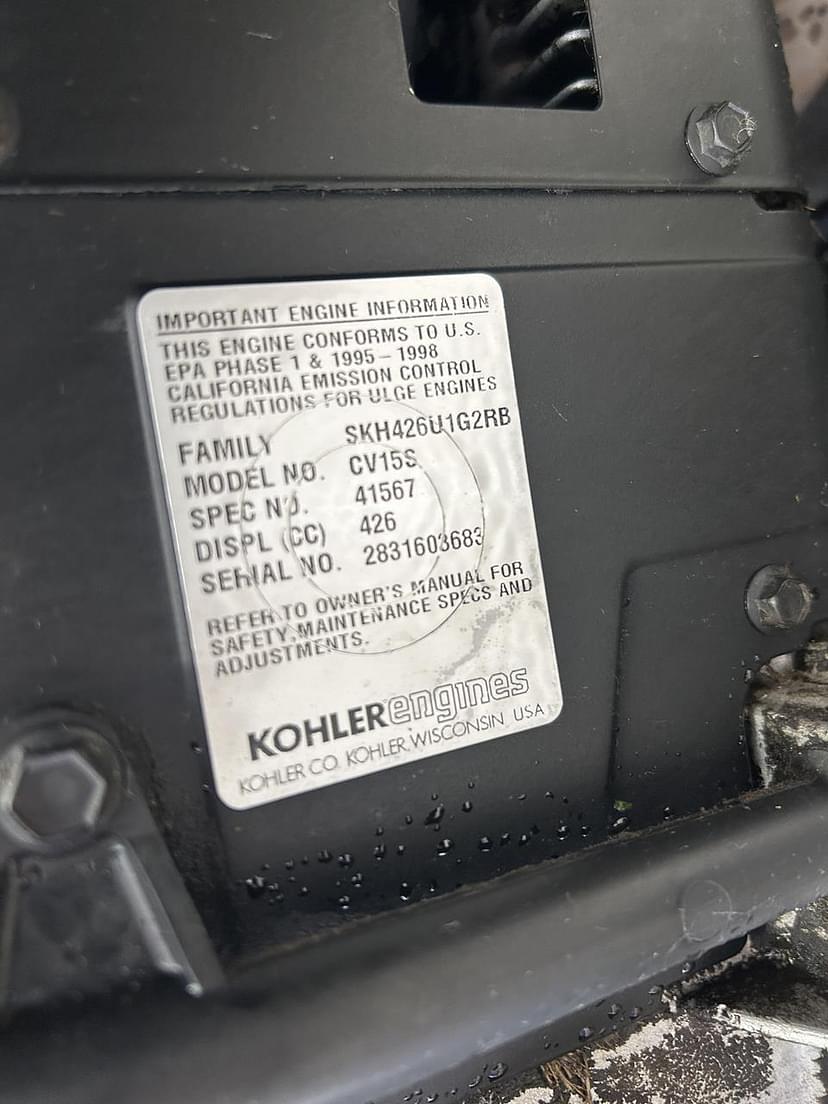 IMPORTANT ENGINE INFORMATION
THIS ENGINE CONFORMS TO U.S.
EPA PHASE 1 & 1995-1998
CALIFORNIA EMISSION CONTROL
REGULATIONS FOR ULGE ENGINES
FAMILY SKH426U1G2RB
MODEL NO. CV15S
SPEC NO. 41567
DISPL (CC) 426
SERIAL NO. 2831603683
REFER TO OWNER'S MANUAL FOR
SAFETY, MAINTENANCE SPECS AND
ADJUSTMENTS.
KOHLERengines
KOHLER CO. KOHLER, WISCONSIN USA